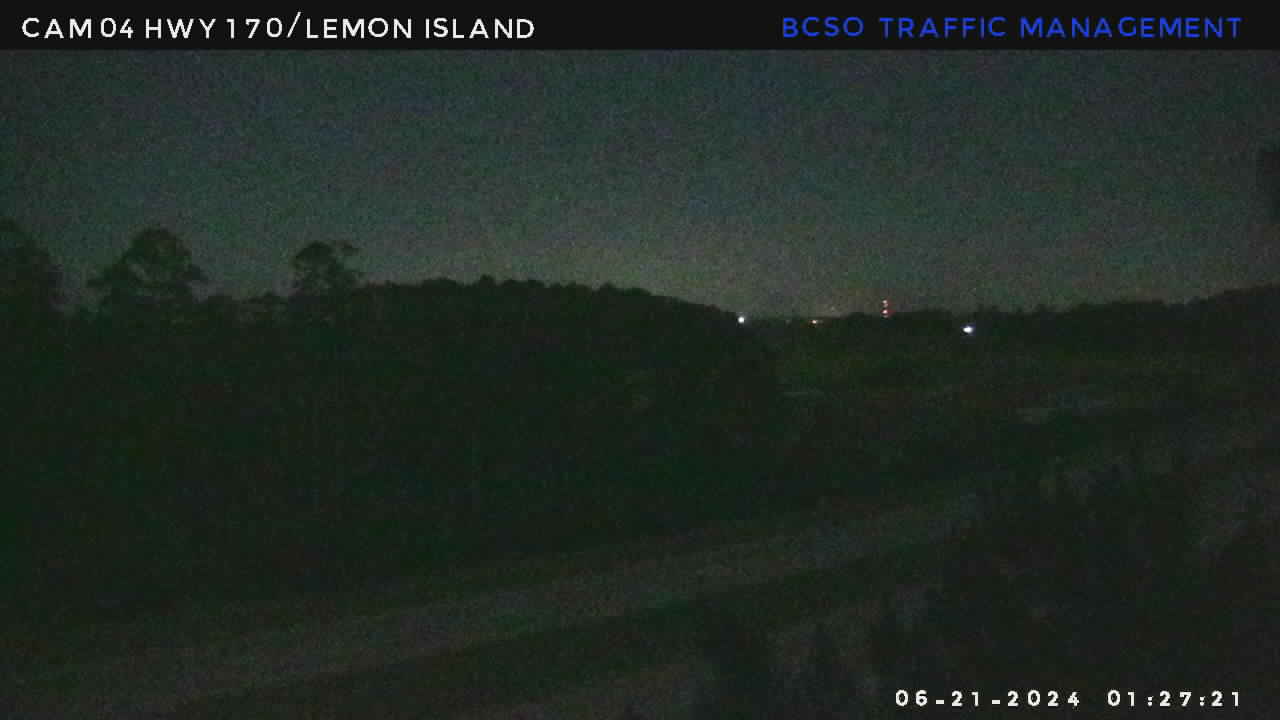 CAM04 HWY 170/LEMON ISLAND
BCSO TRAFFIC MANAGEMENT
06-21-2024 01:27:21